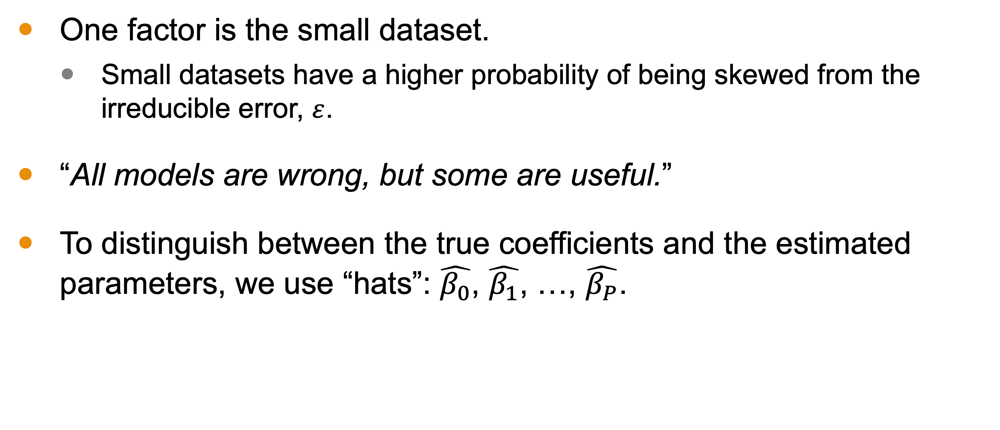 • One factor is the small dataset.
• Small datasets have a higher probability of being skewed from the
irreducible error, ε.
• “All models are wrong, but some are useful.”
• To distinguish between the true coefficients and the estimated
parameters, we use “hats”: $\widehat{\beta_0}$, $\widehat{\beta_1}$, …, $\widehat{\beta_P}$.